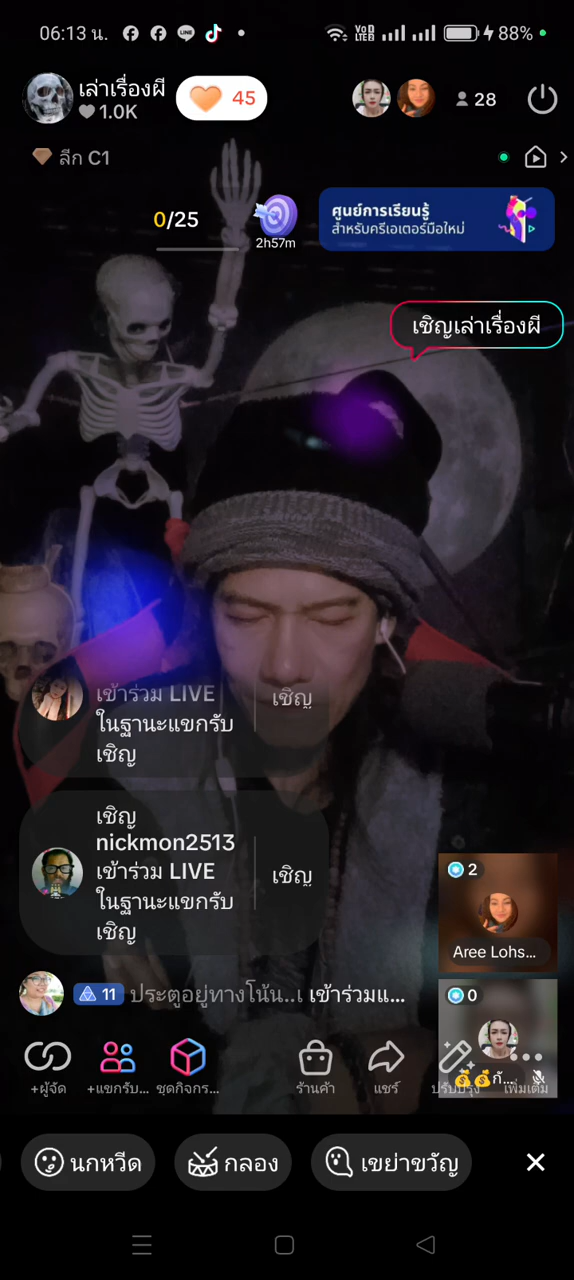 06:13 น.
VoD LTE2
88%
เล่าเรื่องผี
1.0K
45
28
ลีก C1
0/25
2h57m
ศูนย์การเรียนรู้
สำหรับครีเอเตอร์มือใหม่
เชิญเล่าเรื่องผี
เข้าร่วม LIVE
ในฐานะแขกรับ
เชิญ
เชิญ
เชิญ
nickmon2513
เข้าร่วม LIVE
ในฐานะแขกรับ
เชิญ
เชิญ
2
Aree Lohs...
11 ประตูอยู่ทางโน้น..เ เข้าร่วมแ...
0
💰💰กั...
+ผู้จัด
+แขกรับ...
ชุดกิจกร...
ร้านค้า
แชร์
ปรับปรุง
เพิ่มเติม
นกหวีด
กลอง
เขย่าขวัญ